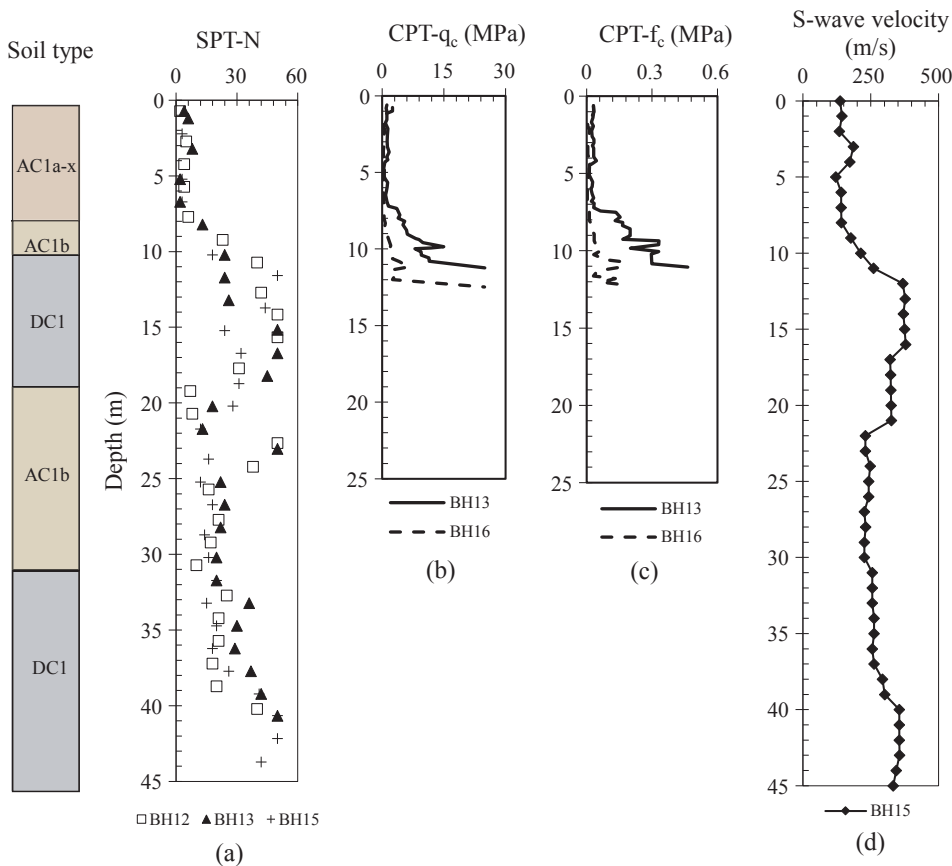 Soil type
AC1a-x
AC1b
DC1
AC1b
DC1
SPT-N
0 30 60
Depth (m)
0
5
10
15
20
25
30
35
40
45
BH12 BH13 BH15
(a)
CPT-qc (MPa)
0 15 30
0
5
10
15
20
25
BH13
BH16
(b)
CPT-fc (MPa)
0 0.3 0.6
0
5
10
15
20
25
BH13
BH16
(c)
S-wave velocity
(m/s)
0 250 500
0
5
10
15
20
25
30
35
40
45
BH15
(d)